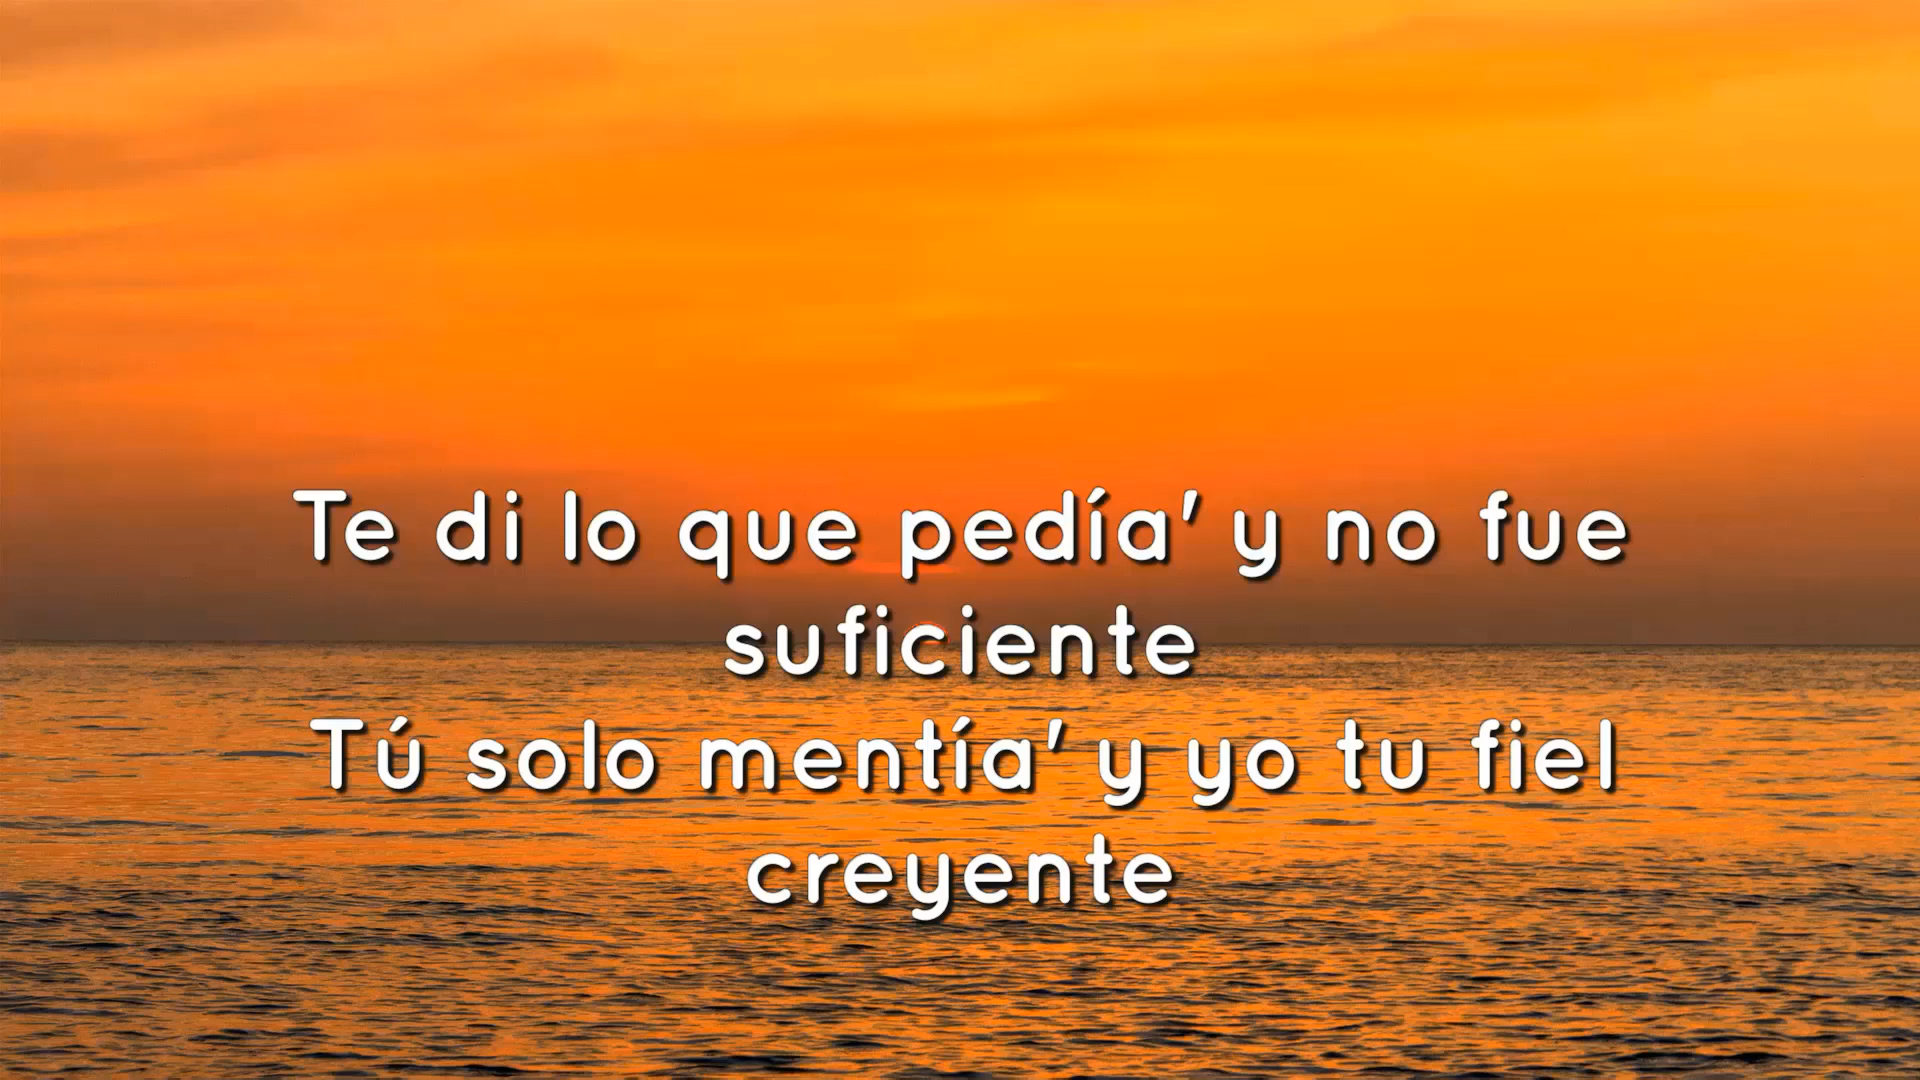 Te di lo que pedía' y no fue
suficiente
Tú solo mentía' y yo tu fiel
creyente